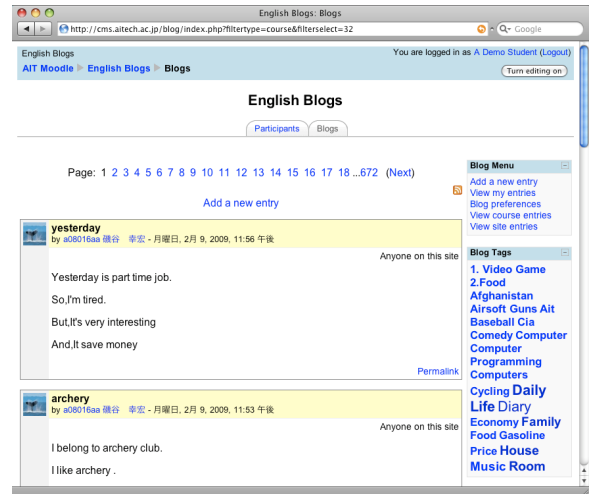 English Blogs: Blogs
http://cms.aitech.ac.jp/blog/index.php?filtertype=course&filterselect=32
Google
English Blogs
You are logged in as A Demo Student (Logout)
AIT Moodle ► English Blogs ► Blogs
Turn editing on
English Blogs
Participants Blogs
Page: 1 2 3 4 5 6 7 8 9 10 11 12 13 14 15 16 17 18 ...672 (Next)
Add a new entry
yesterday
by a08016aa 磯谷 幸宏 - 月曜日, 2月 9, 2009, 11:56 午後
Anyone on this site
Yesterday is part time job.
So,I'm tired.
But,It's very interesting
And,It save money
Permalink
archery
by a08016aa 磯谷 幸宏 - 月曜日, 2月 9, 2009, 11:53 午後
Anyone on this site
I belong to archery club.
I like archery .
Blog Menu
Add a new entry
View my entries
Blog preferences
View course entries
View site entries
Blog Tags
1. Video Game
2.Food
Afghanistan
Airsoft Guns Ait
Baseball Cia
Comedy Computer
Computer
Programming
Computers
Cycling Daily
Life Diary
Economy Family
Food Gasoline
Price House
Music Room